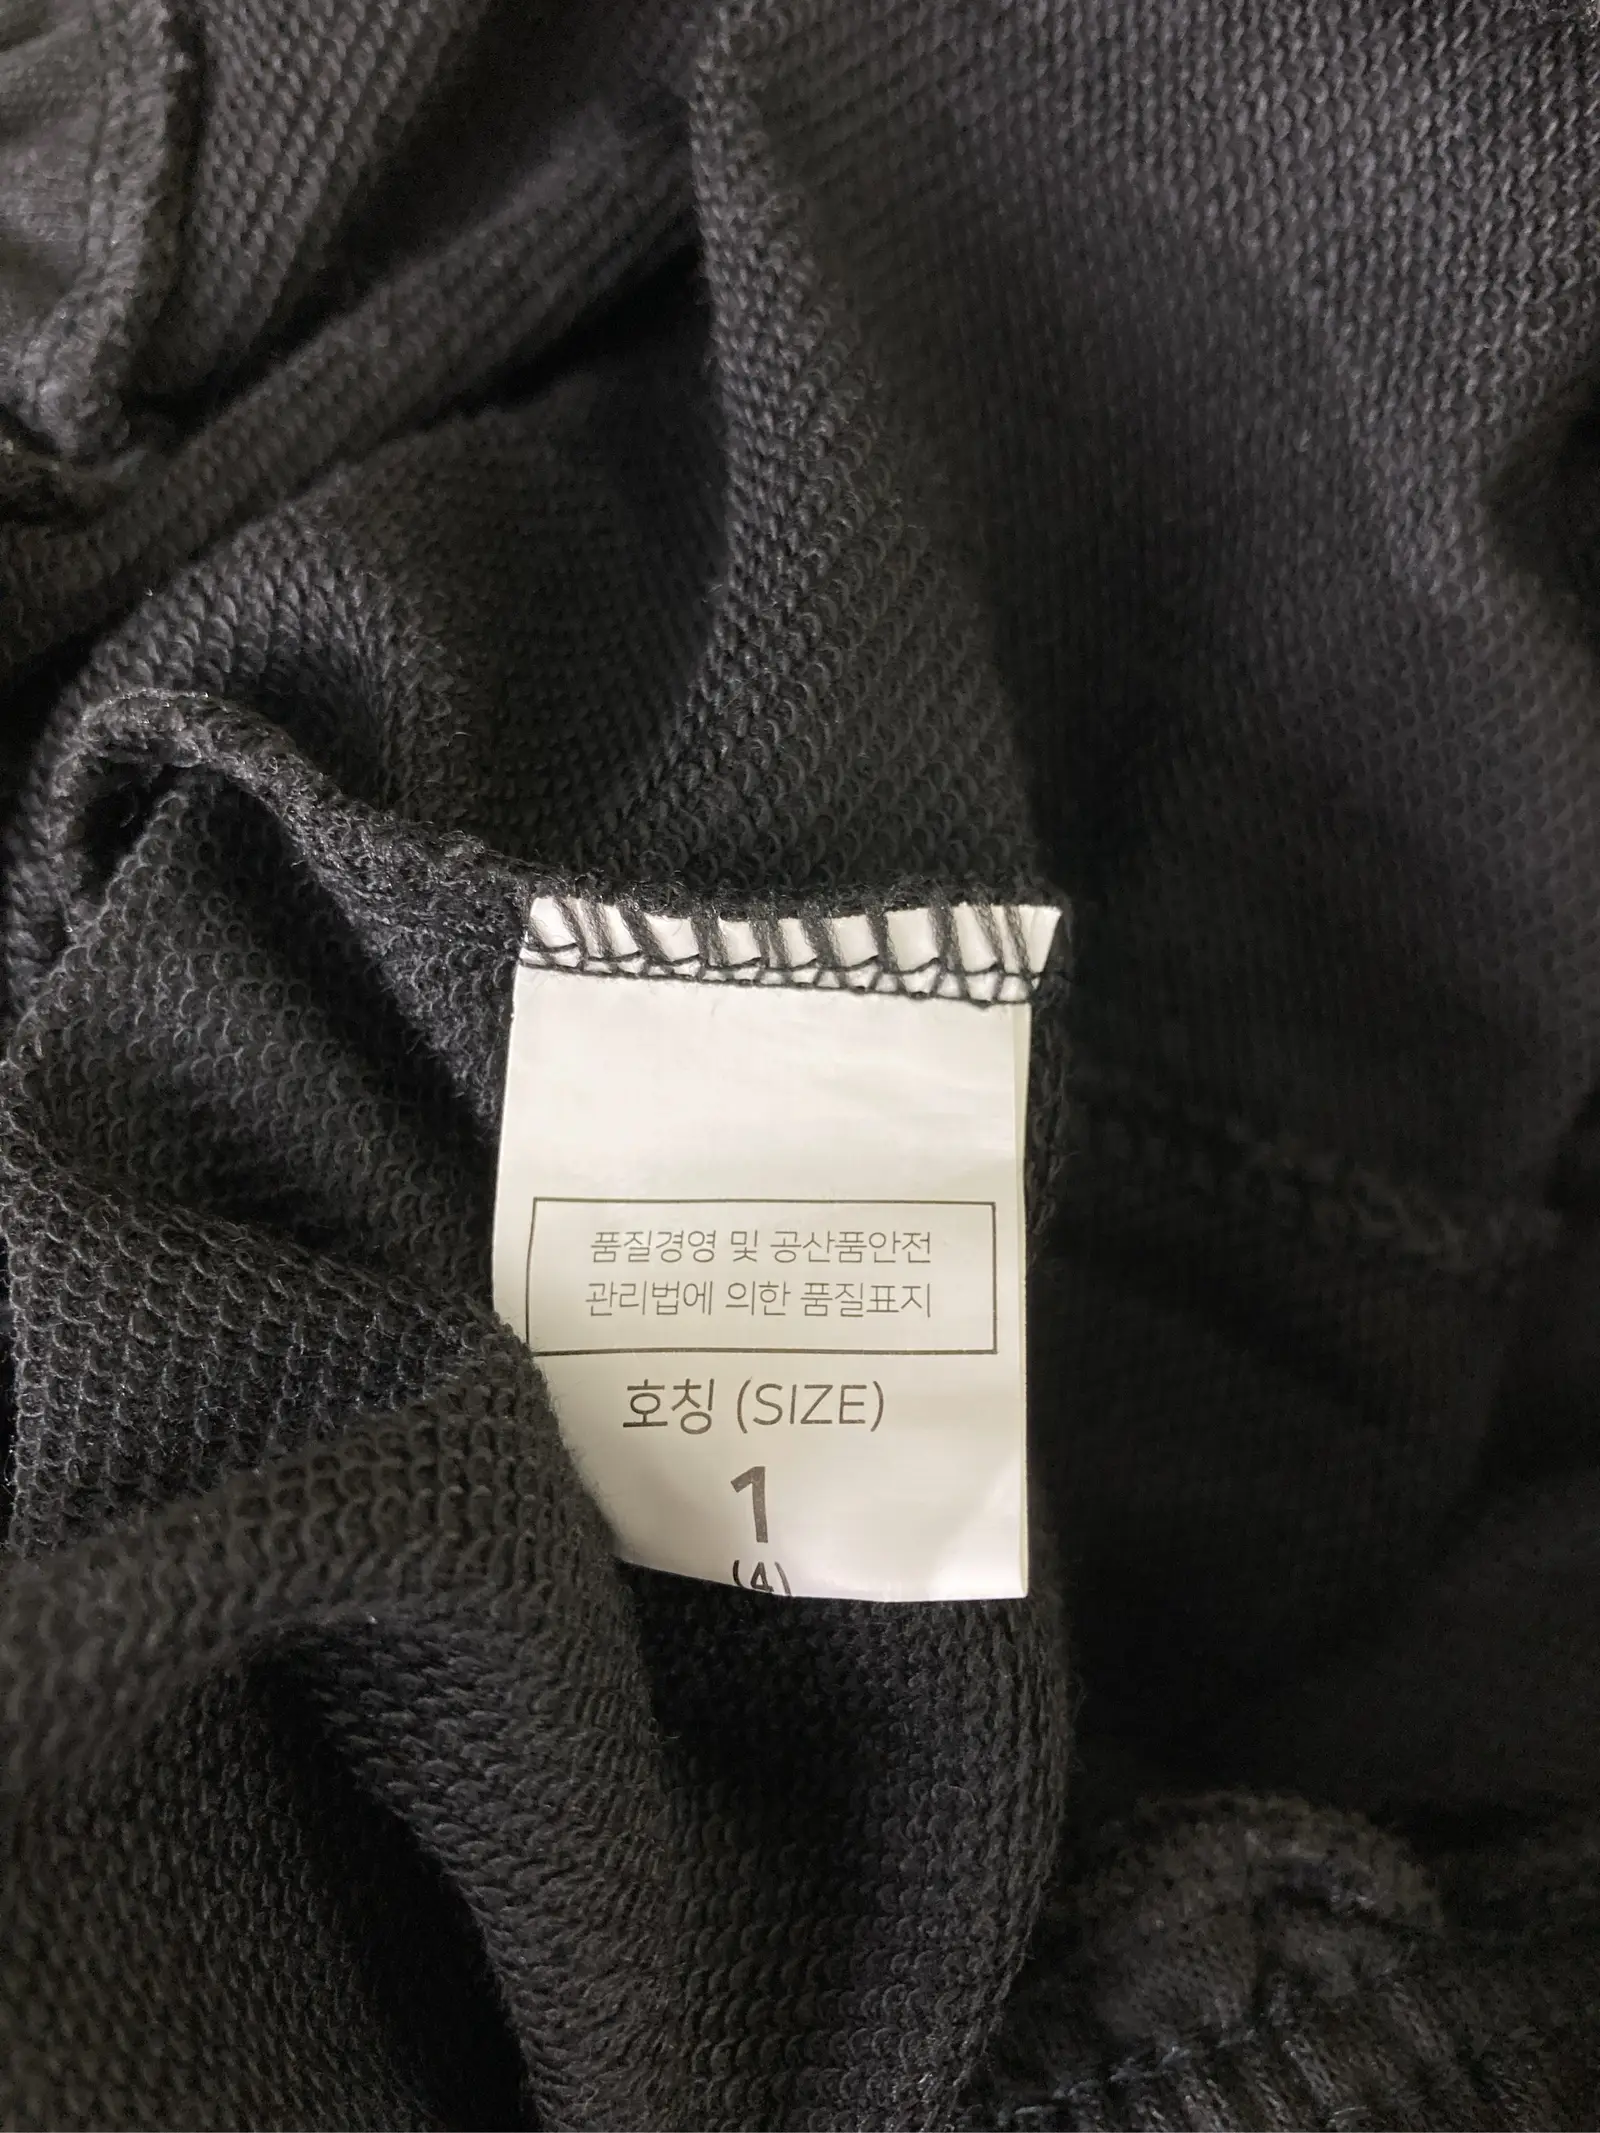 품질경영 및 공산품안전
관리법에 의한 품질표지
호칭 (SIZE)
1
(4)